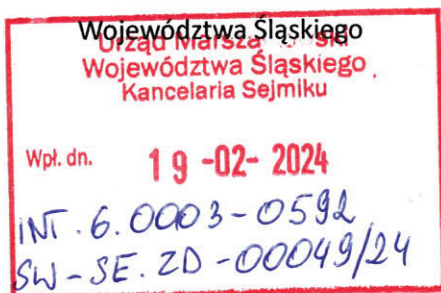 Województwa Śląskiego
Urząd
Województwa Śląskiego
Kancelaria Sejmiku
Wpł. dn. 19 -02- 2024
INT. 6.0003-0592
SW-SE.ZD-00049/24